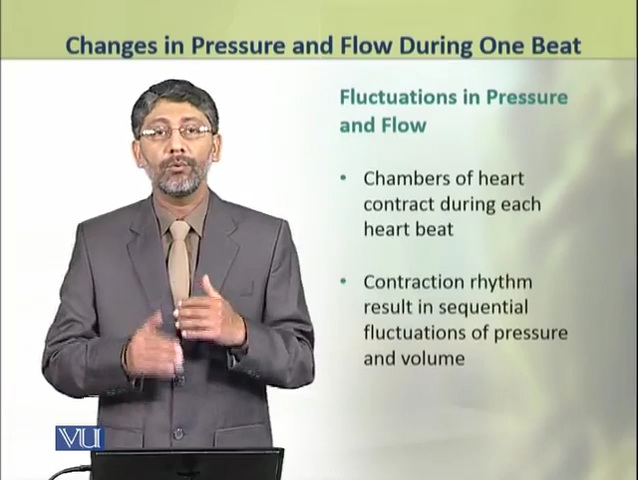 Changes in Pressure and Flow During One Beat
Fluctuations in Pressure
and Flow
• Chambers of heart
contract during each
heart beat
• Contraction rhythm
result in sequential
fluctuations of pressure
and volume
VU